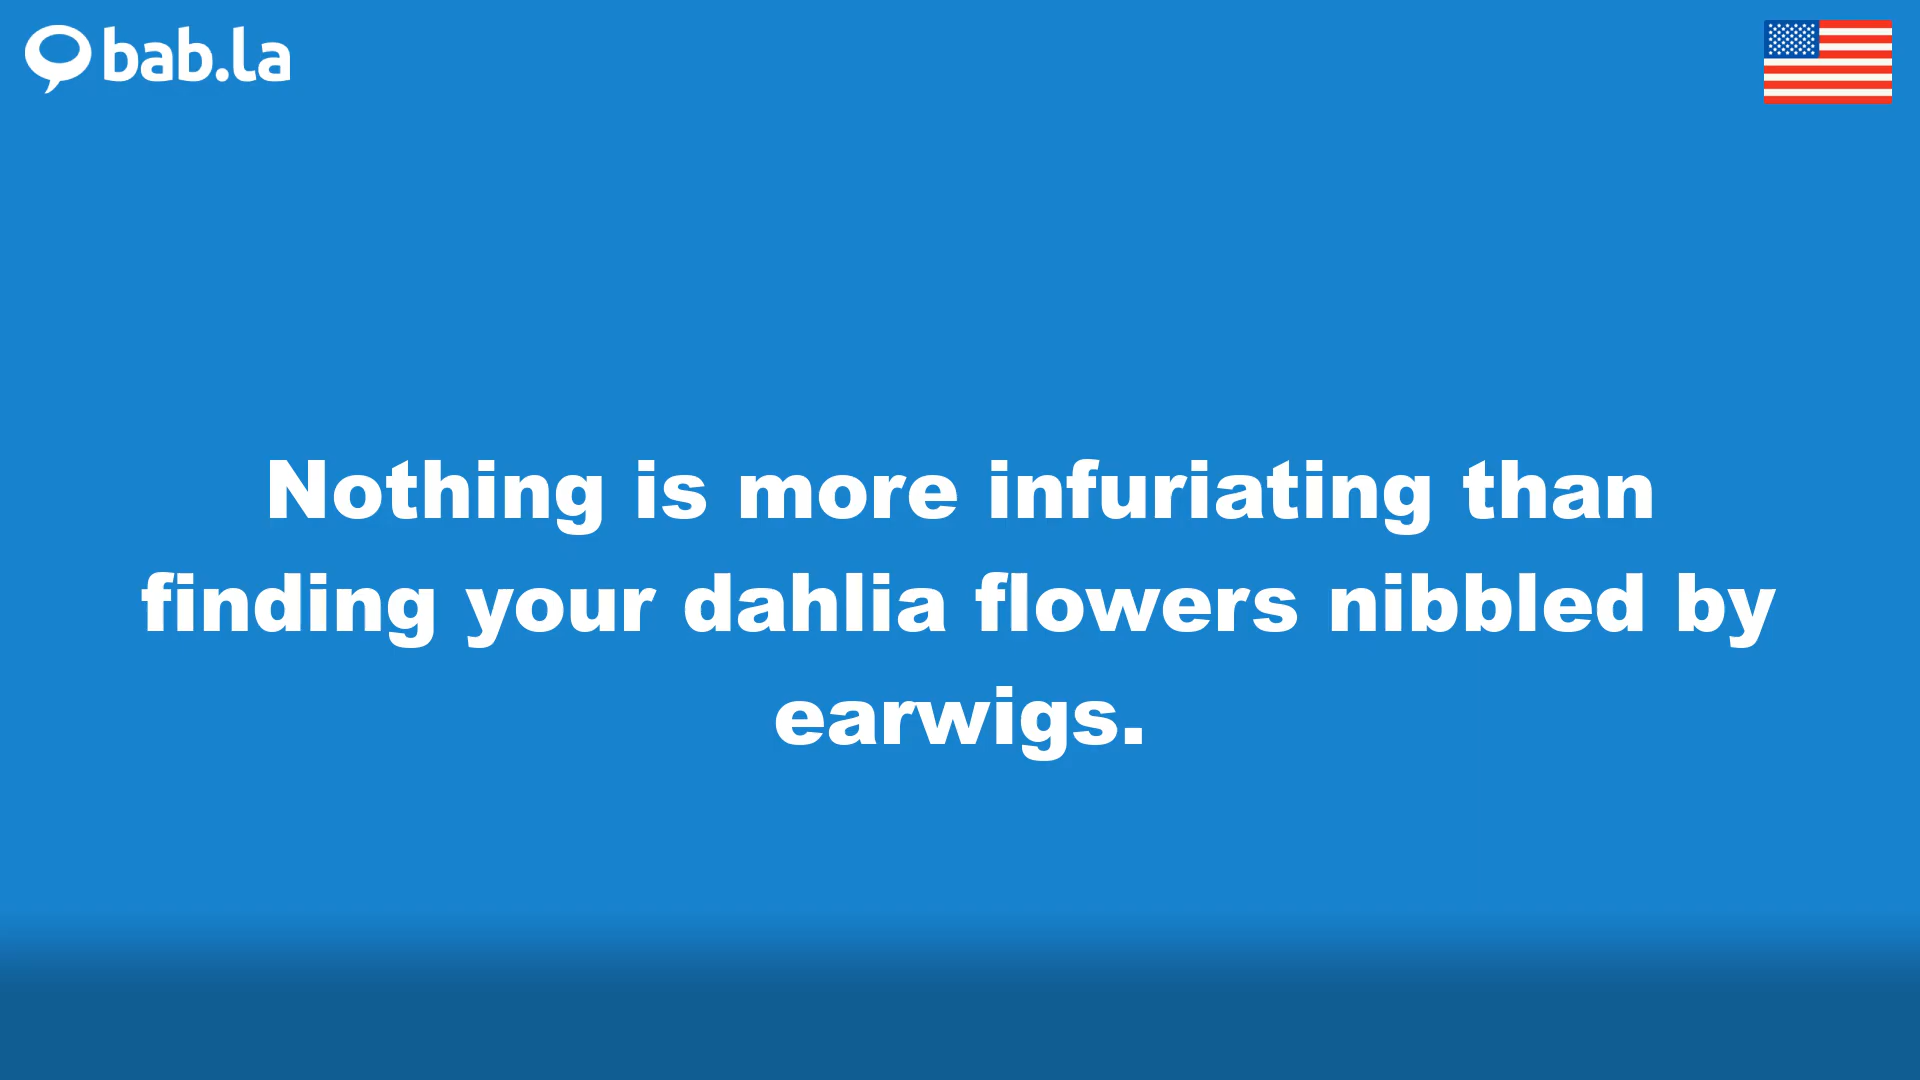 bab.la
Nothing is more infuriating than
finding your dahlia flowers nibbled by
earwigs.